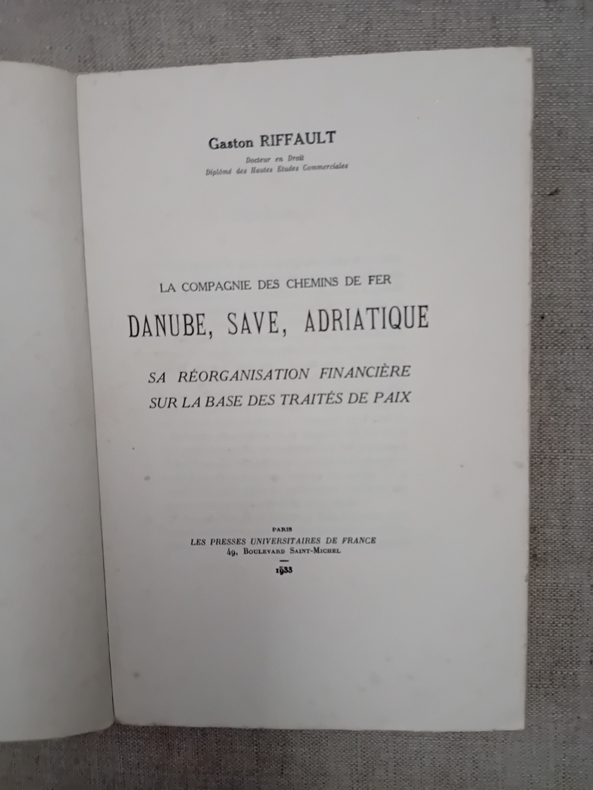 Gaston RIFFAULT
Docteur en Droit
Diplômé des Hautes Etudes Commerciales
LA COMPAGNIE DES CHEMINS DE FER
DANUBE, SAVE, ADRIATIQUE
SA RÉORGANISATION FINANCIÈRE
SUR LA BASE DES TRAITÉS DE PAIX
PARIS
LES PRESSES UNIVERSITAIRES DE FRANCE
49, Boulevard Saint-Michel
1933